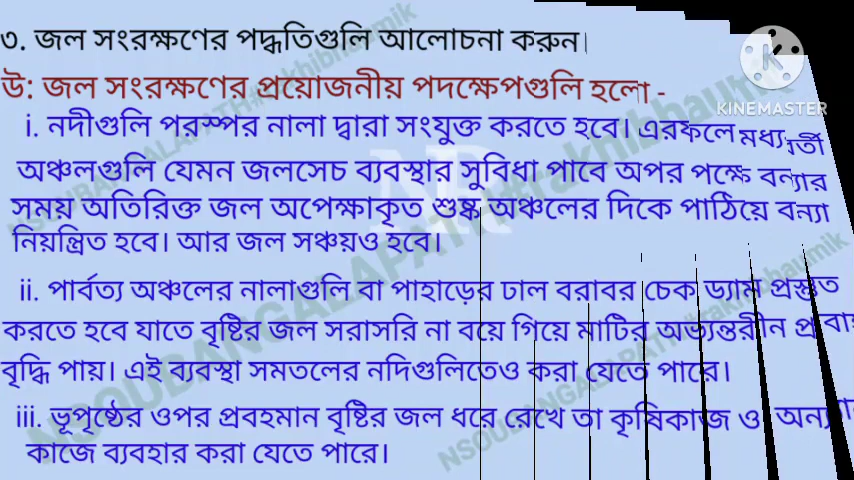 ৩. জল সংরক্ষণের পদ্ধতিগুলি আলোচনা করুন।
উ: জল সংরক্ষণের প্রয়োজনীয় পদক্ষেপগুলি হলো -
i. নদীগুলি পরস্পর নালা দ্বারা সংযুক্ত করতে হবে। এরফলে মধ্যবর্তী
অঞ্চলগুলি যেমন জলসেচ ব্যবস্থার সুবিধা পাবে অপর পক্ষে বন্যার
সময় অতিরিক্ত জল অপেক্ষাকৃত শুষ্ক অঞ্চলের দিকে পাঠিয়ে বন্যা
নিয়ন্ত্রিত হবে। আর জল সঞ্চয়ও হবে।
ii. পার্বত্য অঞ্চলের নালাগুলি বা পাহাড়ের ঢাল বরাবর চেক ড্যাম প্রস্তুত
করতে হবে যাতে বৃষ্টির জল সরাসরি না বয়ে গিয়ে মাটির অভ্যন্তরীন
বৃদ্ধি পায়। এই ব্যবস্থা সমতলের নদিগুলিতেও করা যেতে পারে।
iii. ভূপৃষ্ঠের ওপর প্রবহমান বৃষ্টির জল ধরে রেখে তা কৃষিকাজ ও
কাজে ব্যবহার করা যেতে পারে।
KINEMASTER